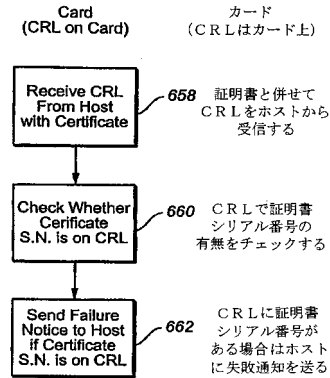 Card
(CRL on Card)
カード
(CRLはカード上)
Receive CRL
From Host
with Certificate
658
証明書と併せて
CRLをホストから
受信する
Check Whether
Cerificate
S.N. is on CRL
660
CRLで証明書
シリアル番号の
有無をチェックする
Send Failure
Notice to Host
if Certificate
S.N. is on CRL
662
CRLに証明書
シリアル番号が
ある場合はホスト
に失敗通知を送る